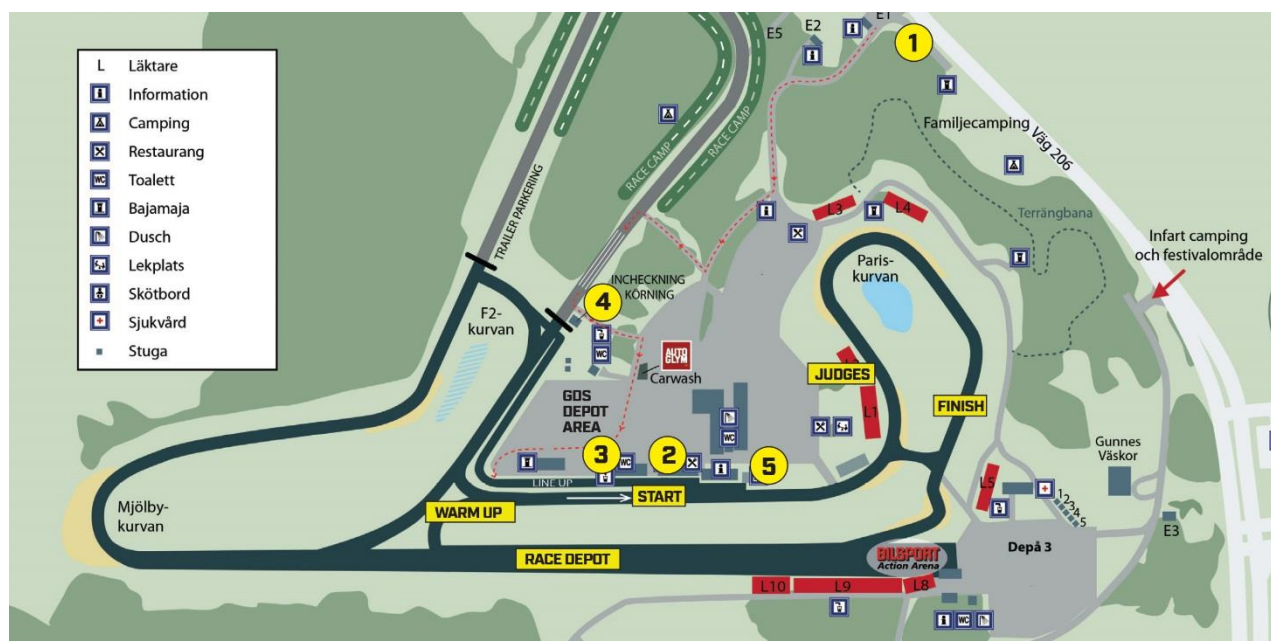 L Läktare
Information
Camping
Restaurang
WC Toalett
Bajamaja
Dusch
Lekplats
Skötbord
Sjukvård
Stuga
E5
E2
E1
1
RACE CAMP
RACE CAMP
TRAILER PARKERING
Familjecamping
Väg 206
Terrängbana
Infart camping
och festivalområde
L3
L4
INCHECKNING
KÖRNING
4
WC
F2-
kurvan
Paris-
kurvan
AUTO
GLYM
Carwash
JUDGES
L1
FINISH
GDS
DEPOT
AREA
WC
3
WC
2
5
LINE UP
START
WARM UP
Mjölby-
kurvan
RACE DEPOT
BILSPORT
Action Arena
L5
1
2
3
4
5
Gunnes
Väskor
E3
Depå 3
L10
L9
L8
WC